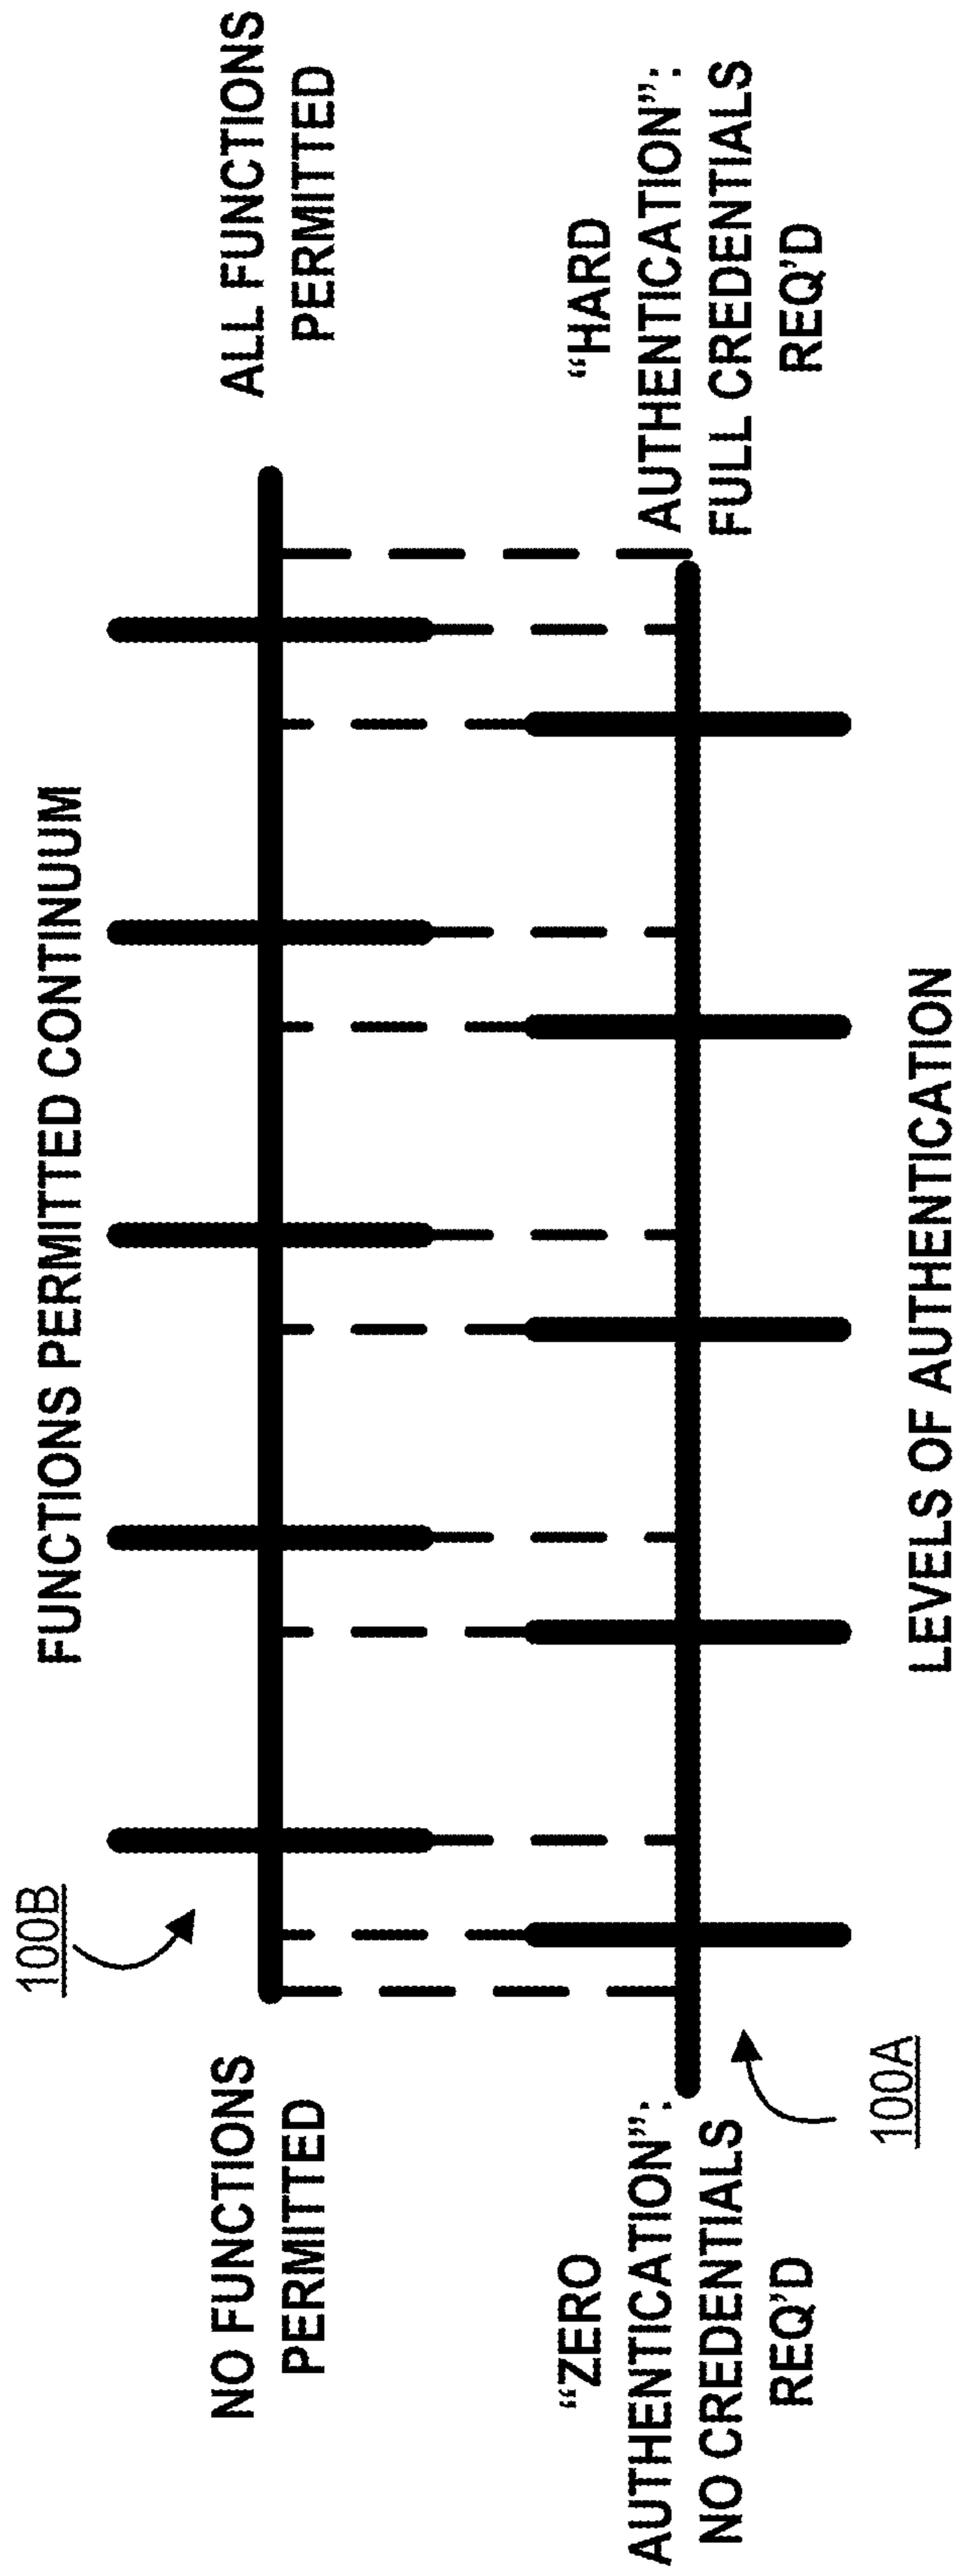 100B
FUNCTIONS PERMITTED CONTINUUM
NO FUNCTIONS
PERMITTED
ALL FUNCTIONS
PERMITTED
“ZERO
AUTHENTICATION”:
NO CREDENTIALS
REQ’D
“HARD
AUTHENTICATION”:
FULL CREDENTIALS
REQ’D
100A
LEVELS OF AUTHENTICATION